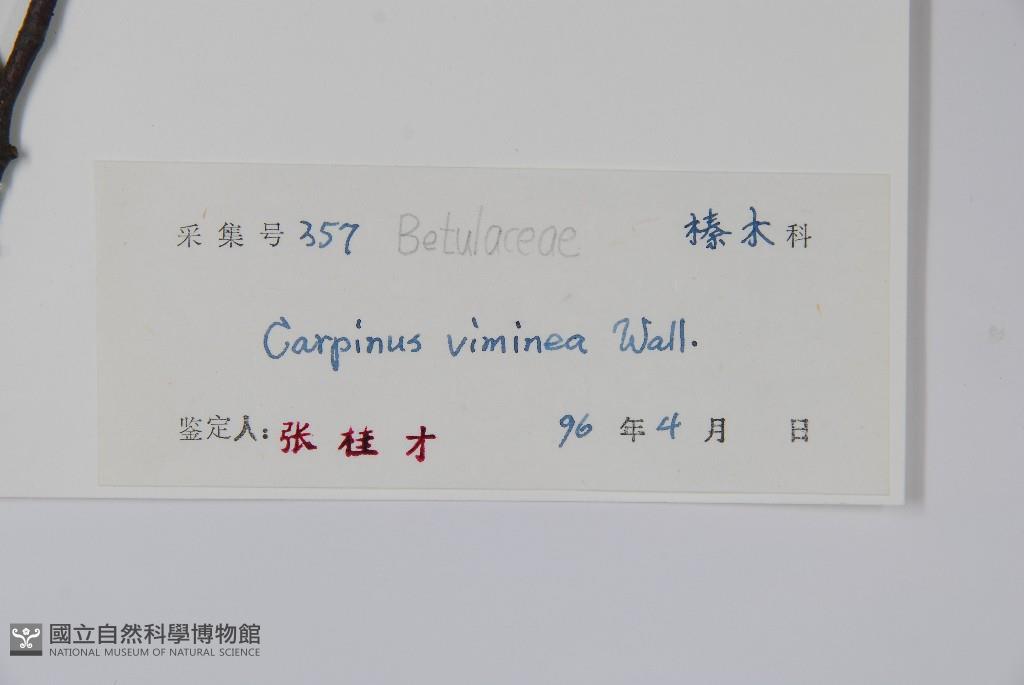 采集号 357 Betulaceae 榛木科
Carpinus viminea Wall.
鉴定人: 张桂才 96 年 4 月 日
國立自然科學博物館
NATIONAL MUSEUM OF NATURAL SCIENCE